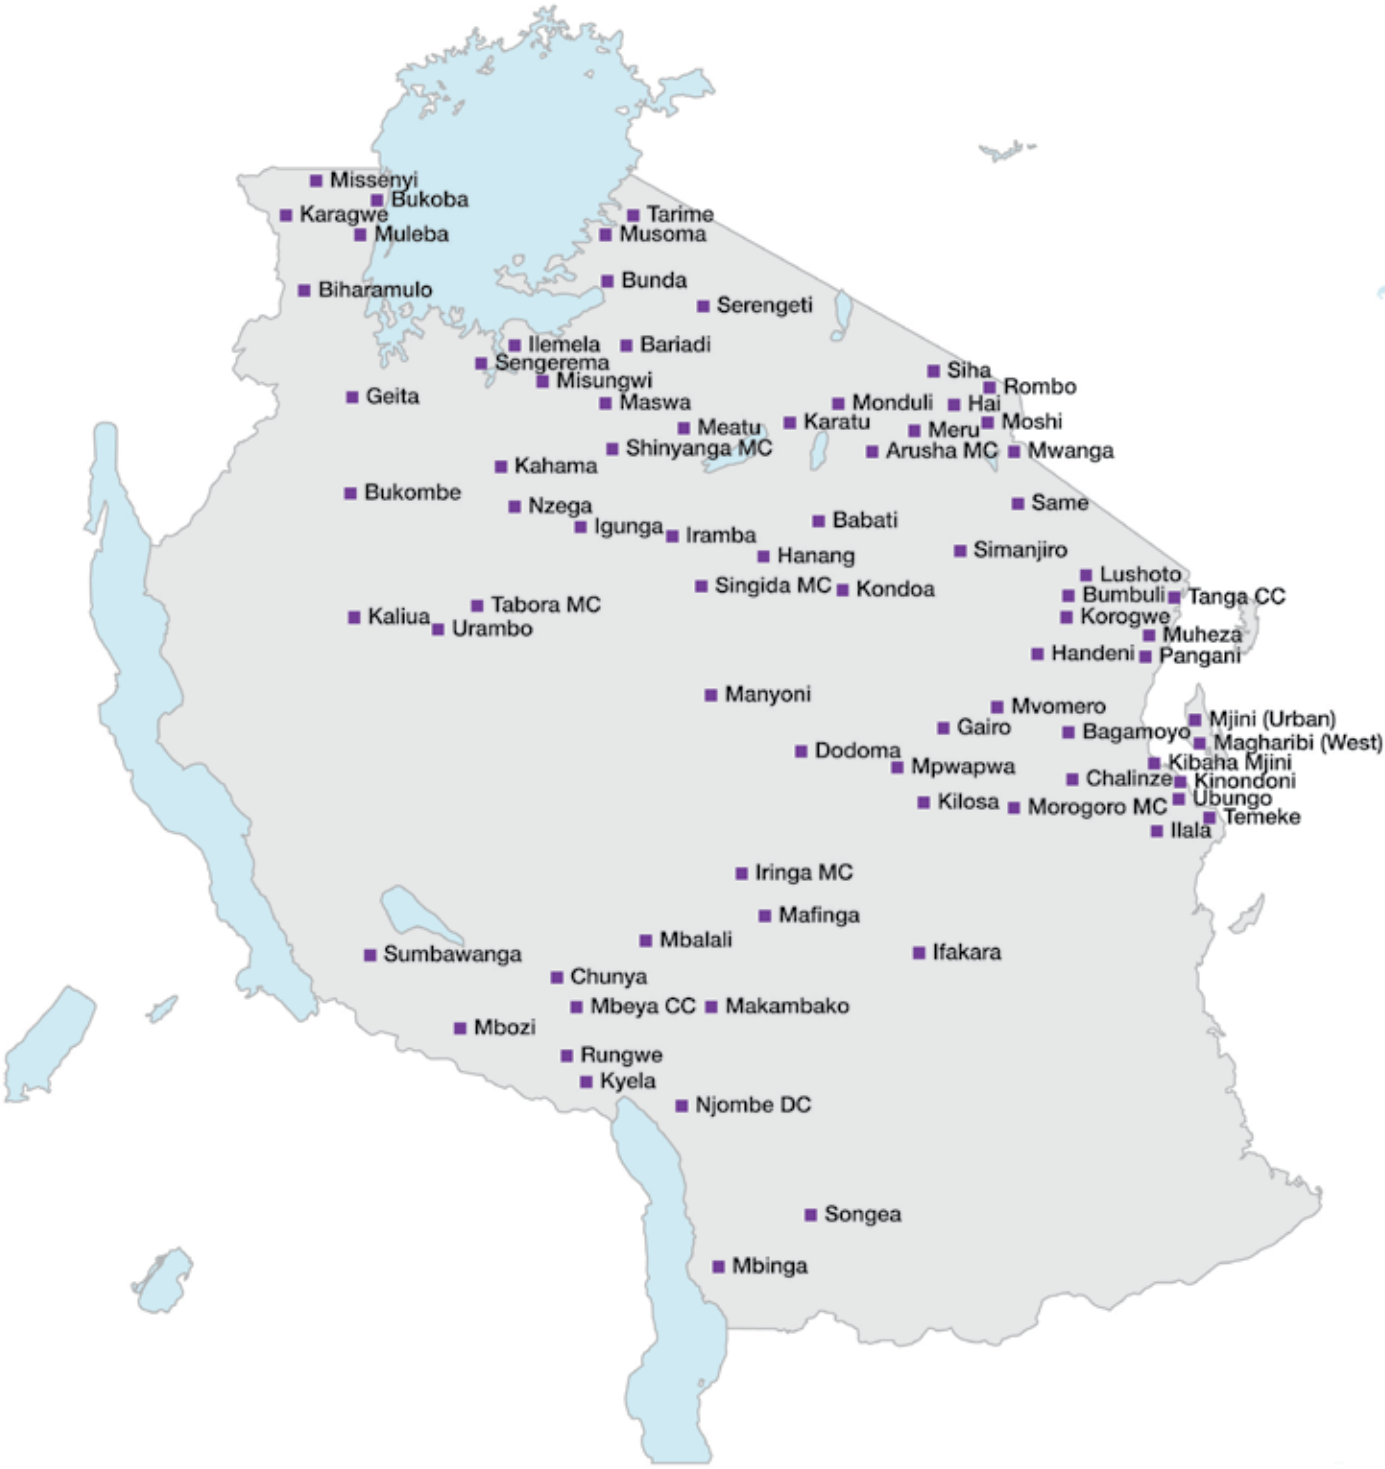 Missenyi
Bukoba
Karagwe
Tarime
Muleba
Musoma
Bunda
Biharamulo
Serengeti
Ilemela
Bariadi
Sengerema
Siha
Misungwi
Rombo
Geita
Maswa
Monduli
Hai
Karatu
Moshi
Meatu
Meru
Shinyanga MC
Arusha MC
Mwanga
Kahama
Bukombe
Same
Nzega
Babati
Igunga
Iramba
Simanjiro
Hanang
Lushoto
Singida MC
Kondoa
Bumbuli
Tanga CC
Tabora MC
Kaliua
Korogwe
Urambo
Muheza
Handeni
Pangani
Manyoni
Mvomero
Mjini (Urban)
Gairo
Bagamoyo
Magharibi (West)
Dodoma
Kibaha Mjini
Mpwapwa
Chalinze
Kinondoni
Ubungo
Kilosa
Morogoro MC
Temeke
Ilala
Iringa MC
Mafinga
Mbalali
Ifakara
Sumbawanga
Chunya
Mbeya CC
Makambako
Mbozi
Rungwe
Kyela
Njombe DC
Songea
Mbinga